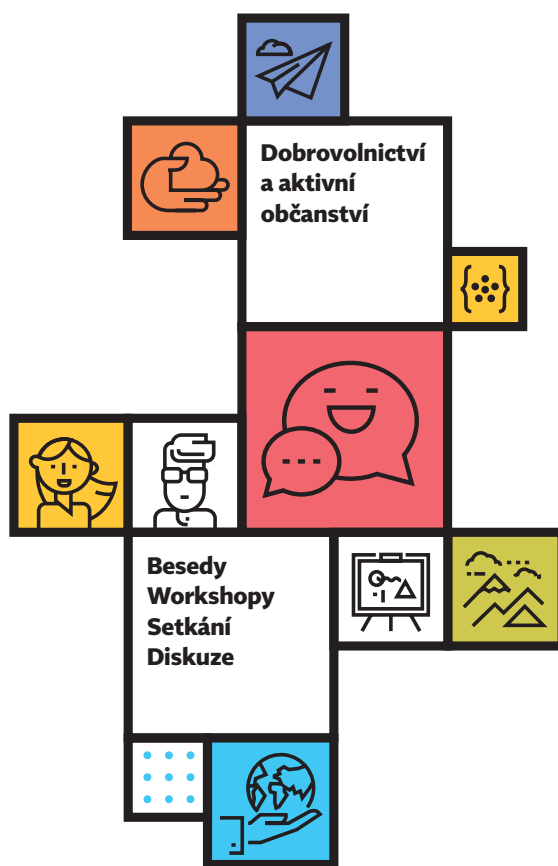 Dobrovolnictví
a aktivní
občanství
Besedy
Workshopy
Setkání
Diskuze